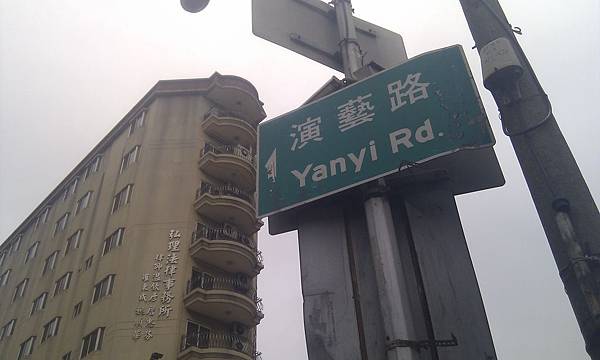 演藝路
Yanyi Rd.
弘理法律事務所